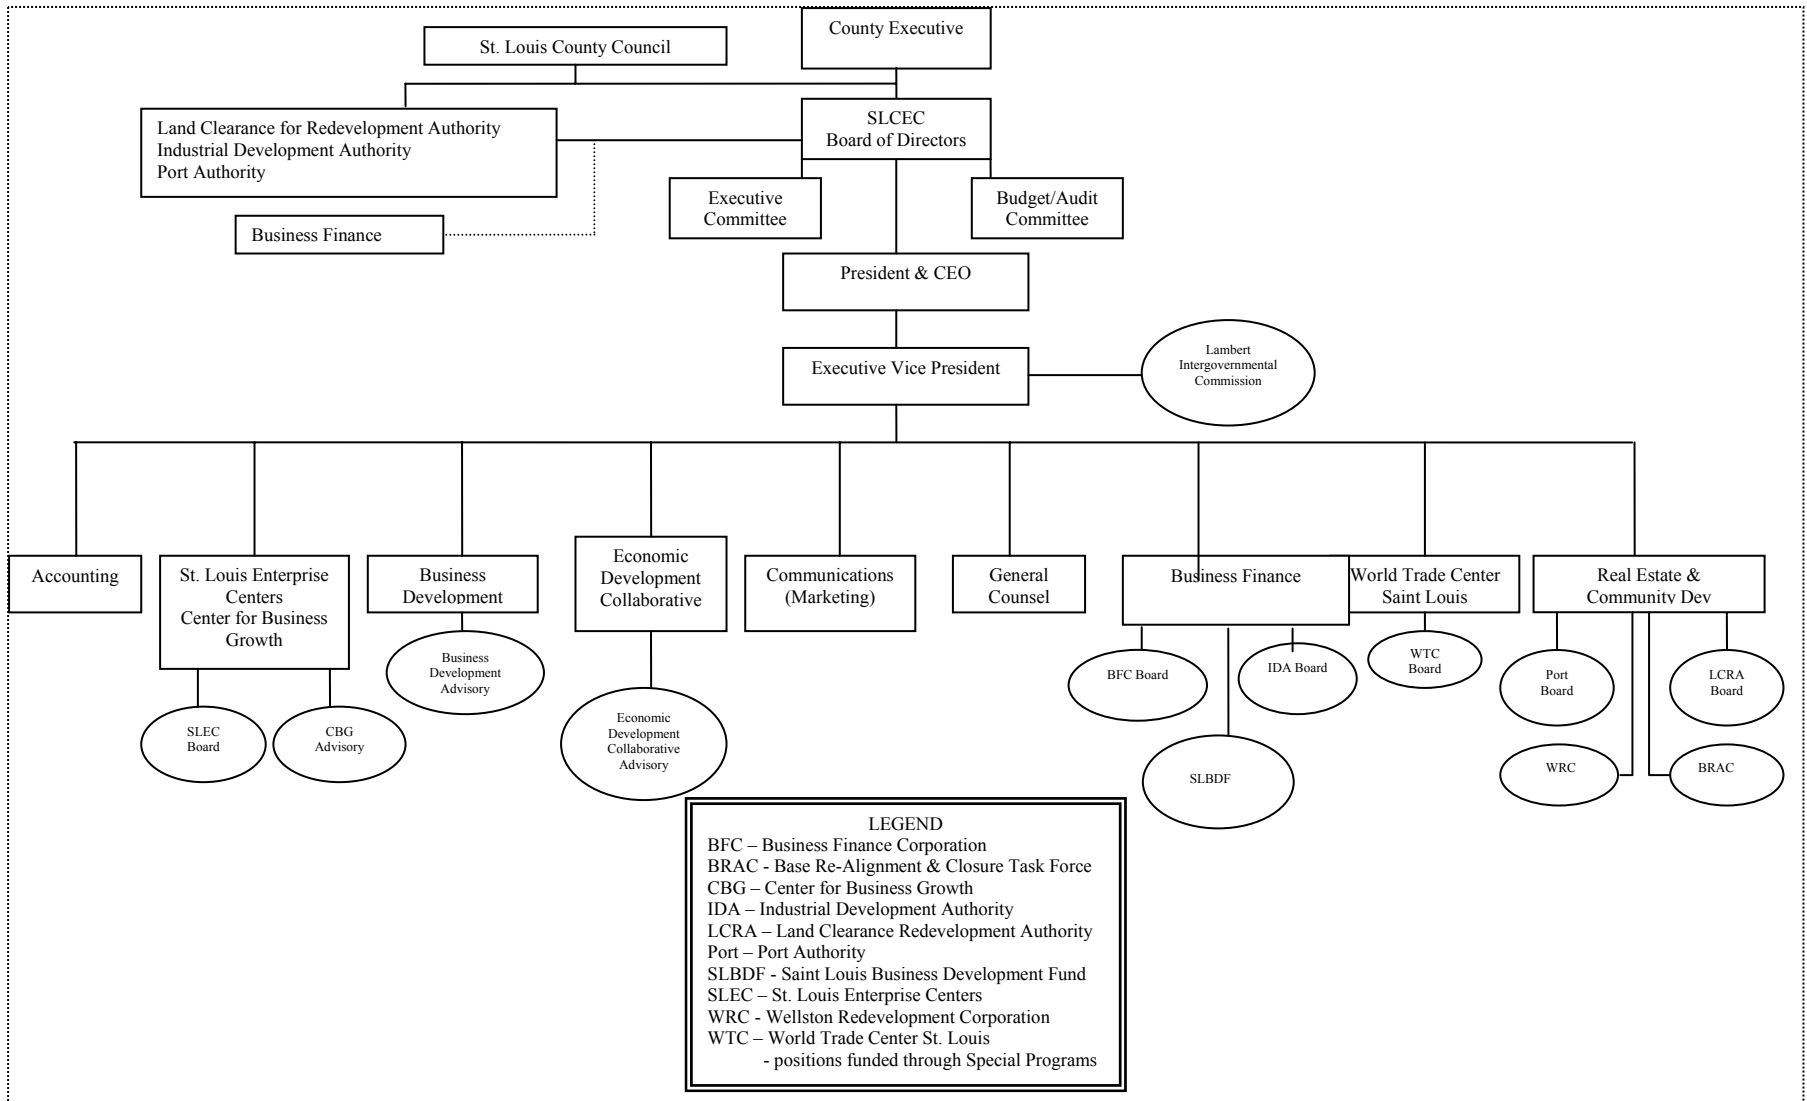 County Executive
St. Louis County Council
SLCEC
Board of Directors
Land Clearance for Redevelopment Authority
Industrial Development Authority
Port Authority
Executive
Committee
Budget/Audit
Committee
Business Finance
President & CEO
Executive Vice President
Lambert
Intergovernmental
Commission
Accounting
St. Louis Enterprise
Centers
Center for Business
Growth
Business
Development
Economic
Development
Collaborative
Communications
(Marketing)
General
Counsel
Business Finance
World Trade Center
Saint Louis
Real Estate &
Community Dev
SLEC
Board
CBG
Advisory
Business
Development
Advisory
Economic
Development
Collaborative
Advisory
BFC Board
SLBDF
IDA Board
WTC
Board
Port
Board
LCRA
Board
WRC
BRAC
LEGEND
BFC – Business Finance Corporation
BRAC - Base Re-Alignment & Closure Task Force
CBG – Center for Business Growth
IDA – Industrial Development Authority
LCRA – Land Clearance Redevelopment Authority
Port – Port Authority
SLBDF - Saint Louis Business Development Fund
SLEC – St. Louis Enterprise Centers
WRC - Wellston Redevelopment Corporation
WTC – World Trade Center St. Louis
- positions funded through Special Programs